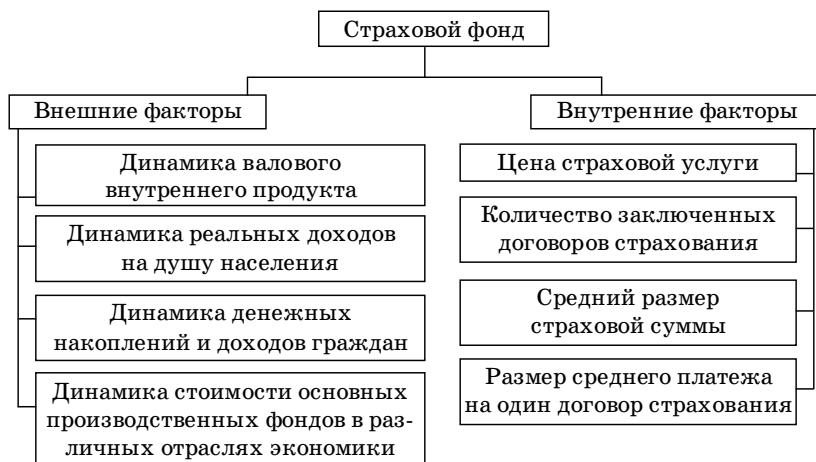 Страховой фонд
Внешние факторы
Динамика валового
внутреннего продукта
Динамика реальных доходов
на душу населения
Динамика денежных
накоплений и доходов граждан
Динамика стоимости основных
производственных фондов в раз-
личных отраслях экономики
Внутренние факторы
Цена страховой услуги
Количество заключенных
договоров страхования
Средний размер
страховой суммы
Размер среднего платежа
на один договор страхования